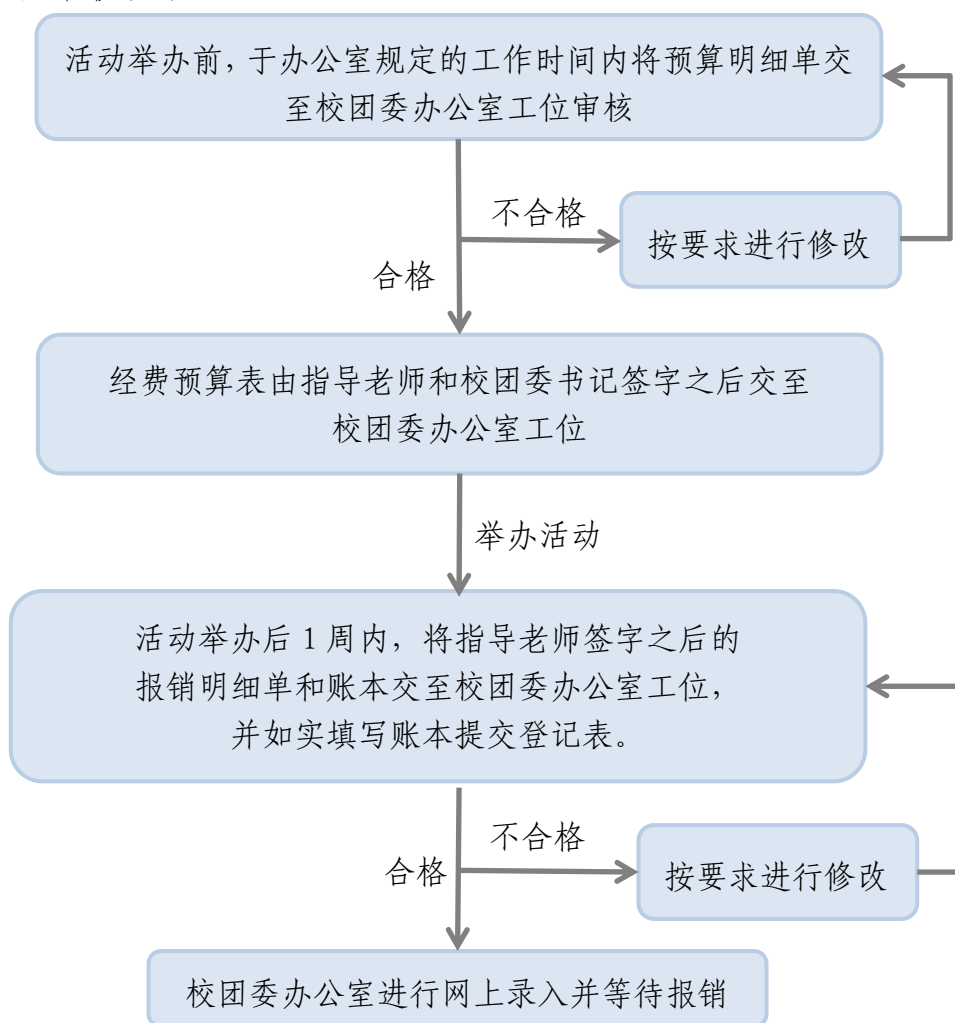 活动举办前，于办公室规定的工作时间内将预算明细单交
至校团委办公室工位审核
不合格
按要求进行修改
合格
经费预算表由指导老师和校团委书记签字之后交至
校团委办公室工位
举办活动
活动举办后 1 周内，将指导老师签字之后的
报销明细单和账本交至校团委办公室工位，
并如实填写账本提交登记表。
不合格
合格
按要求进行修改
校团委办公室进行网上录入并等待报销